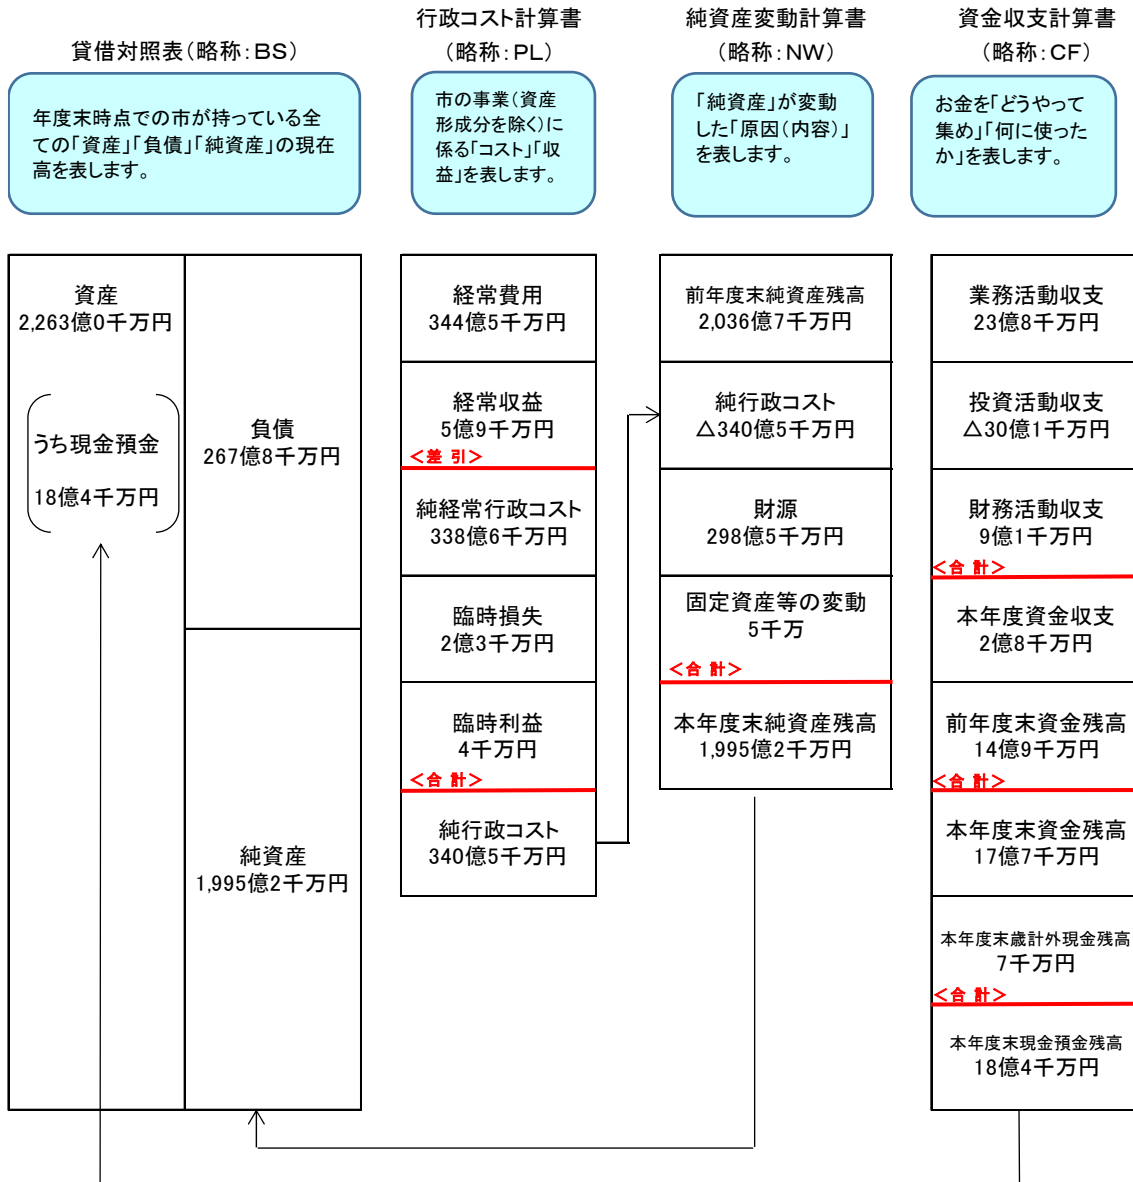 貸借対照表(略称:BS)
年度末時点での市が持っている全
ての「資産」「負債」「純資産」の現在
高を表します。
資産
2,263億0千万円
うち現金預金
18億4千万円
負債
267億8千万円
純資産
1,995億2千万円
行政コスト計算書
(略称:PL)
市の事業(資産
形成分を除く)に
係る「コスト」「収
益」を表します。
経常費用
344億5千万円
経常収益
5億9千万円
<差 引>
純経常行政コスト
338億6千万円
臨時損失
2億3千万円
臨時利益
4千万円
<合 計>
純行政コスト
340億5千万円
純資産変動計算書
(略称:NW)
「純資産」が変動
した「原因(内容)」
を表します。
前年度末純資産残高
2,036億7千万円
純行政コスト
△340億5千万円
財源
298億5千万円
固定資産等の変動
5千万
<合 計>
本年度末純資産残高
1,995億2千万円
資金収支計算書
(略称:CF)
お金を「どうやって
集め」「何に使った
か」を表します。
業務活動収支
23億8千万円
投資活動収支
△30億1千万円
財務活動収支
9億1千万円
<合 計>
本年度資金収支
2億8千万円
前年度末資金残高
14億9千万円
<合 計>
本年度末資金残高
17億7千万円
本年度末歳計外現金残高
7千万円
<合 計>
本年度末現金預金残高
18億4千万円